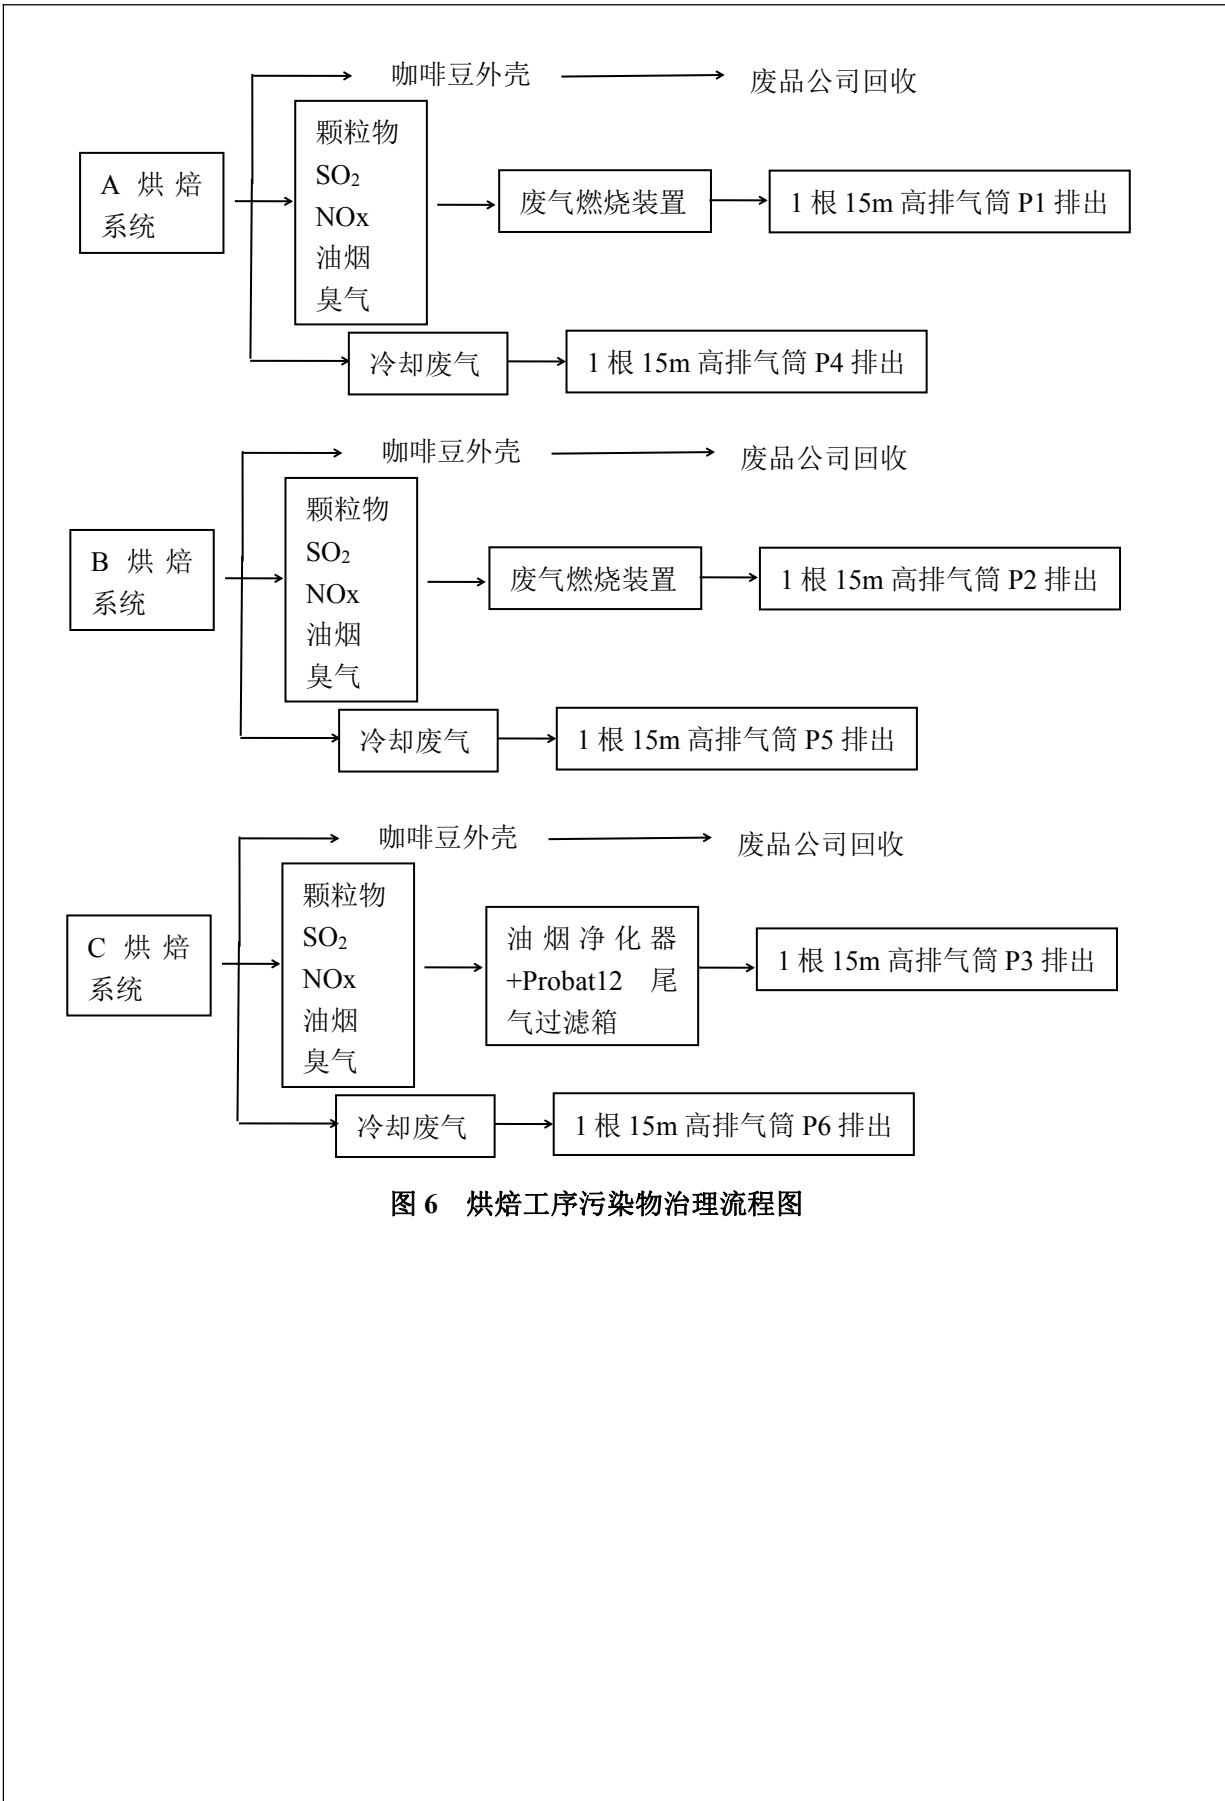 咖啡豆外壳
废品公司回收
A 烘焙
系统
颗粒物
SO₂
NOx
油烟
臭气
废气燃烧装置
1 根 15m 高排气筒 P1 排出
冷却废气
1 根 15m 高排气筒 P4 排出
咖啡豆外壳
废品公司回收
B 烘焙
系统
颗粒物
SO₂
NOx
油烟
臭气
废气燃烧装置
1 根 15m 高排气筒 P2 排出
冷却废气
1 根 15m 高排气筒 P5 排出
咖啡豆外壳
废品公司回收
C 烘焙
系统
颗粒物
SO₂
NOx
油烟
臭气
油烟净化器
+Probat12 尾
气过滤箱
1 根 15m 高排气筒 P3 排出
冷却废气
1 根 15m 高排气筒 P6 排出
图 6 烘焙工序污染物治理流程图